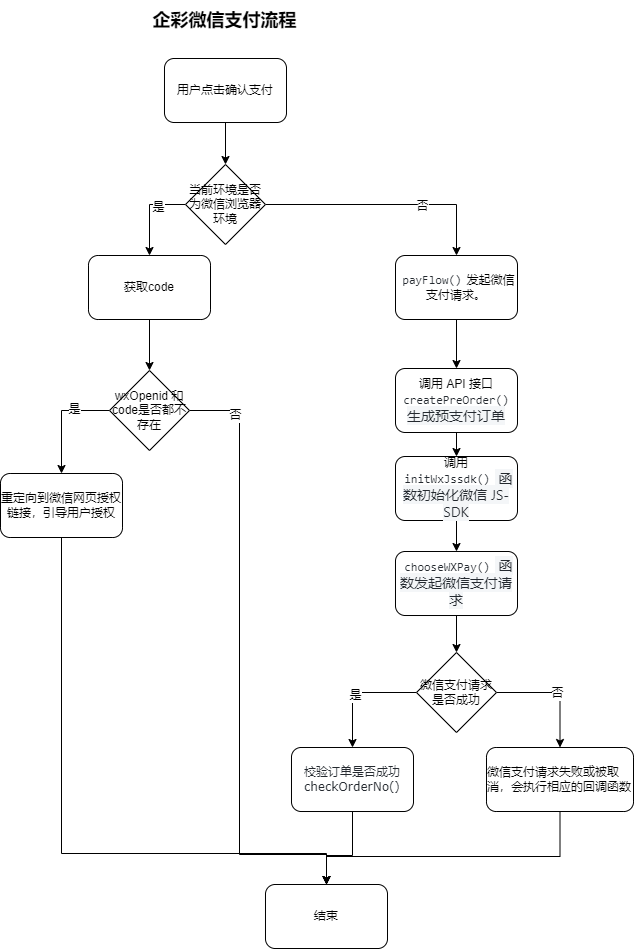 企彩微信支付流程
用户点击确认支付
当前环境是否
为微信浏览器
环境
是
否
获取code
payFlow() 发起微信
支付请求。
wxOpenid 和
code是否都不
存在
是
否
调用 API 接口
createPreOrder()
生成预支付订单
重定向到微信网页授权
链接，引导用户授权
调用
initWxJssdk() 函
数初始化微信 JS-
SDK
chooseWXPay() 函
数发起微信支付请
求
微信支付请求
是否成功
是
否
校验订单是否成功
checkOrderNo()
微信支付请求失败或被取
消，会执行相应的回调函数
结束